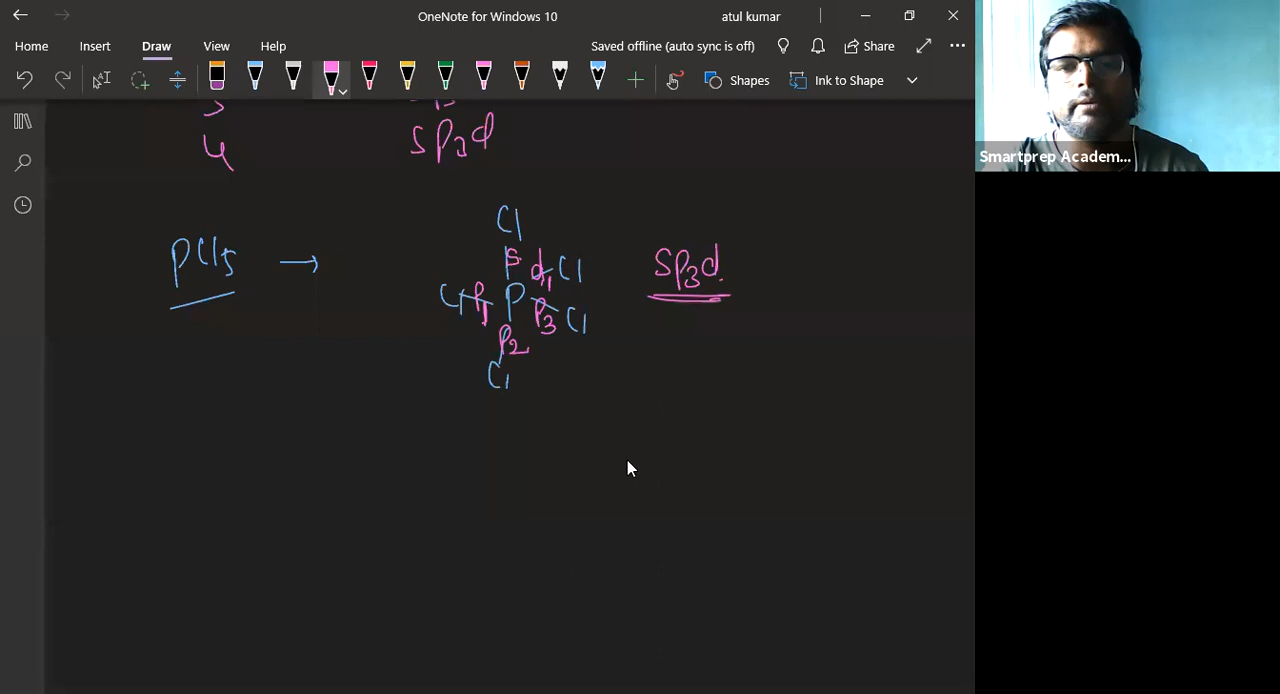 OneNote for Windows 10
atul kumar
Home Insert Draw View Help
Saved offline (auto sync is off)
Share
Shapes
Ink to Shape
Smartprep Academ...
4 sp3d
PCl5 →
Cl
s d1 Cl
Cl p1 P p3 Cl
p2
Cl
sp3d